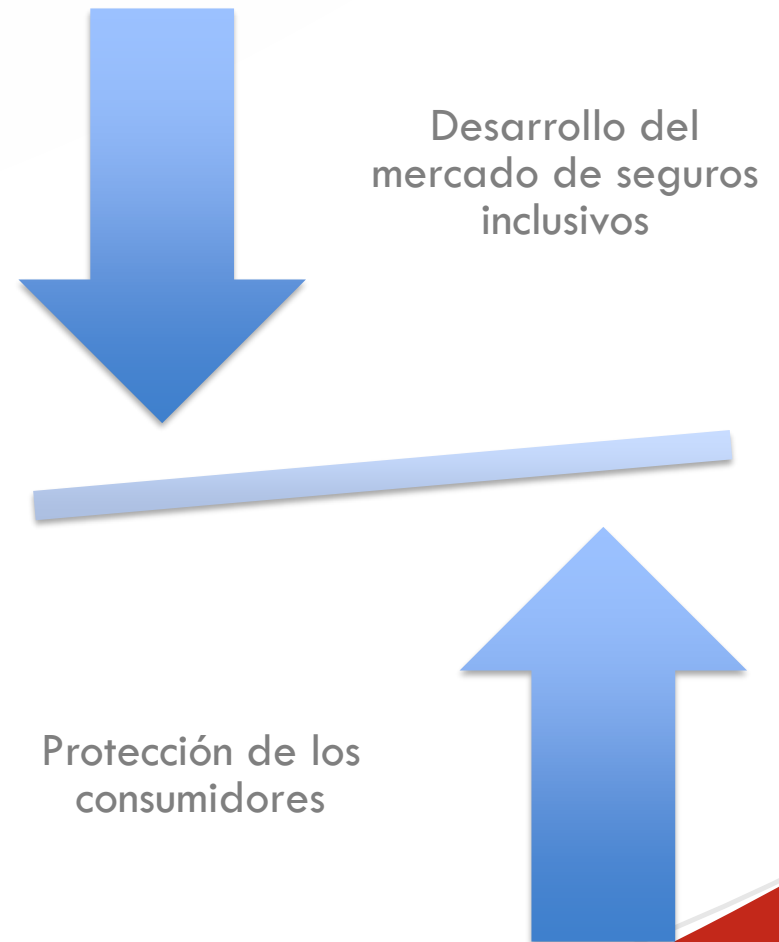 Desarrollo del
mercado de seguros
inclusivos
Protección de los
consumidores